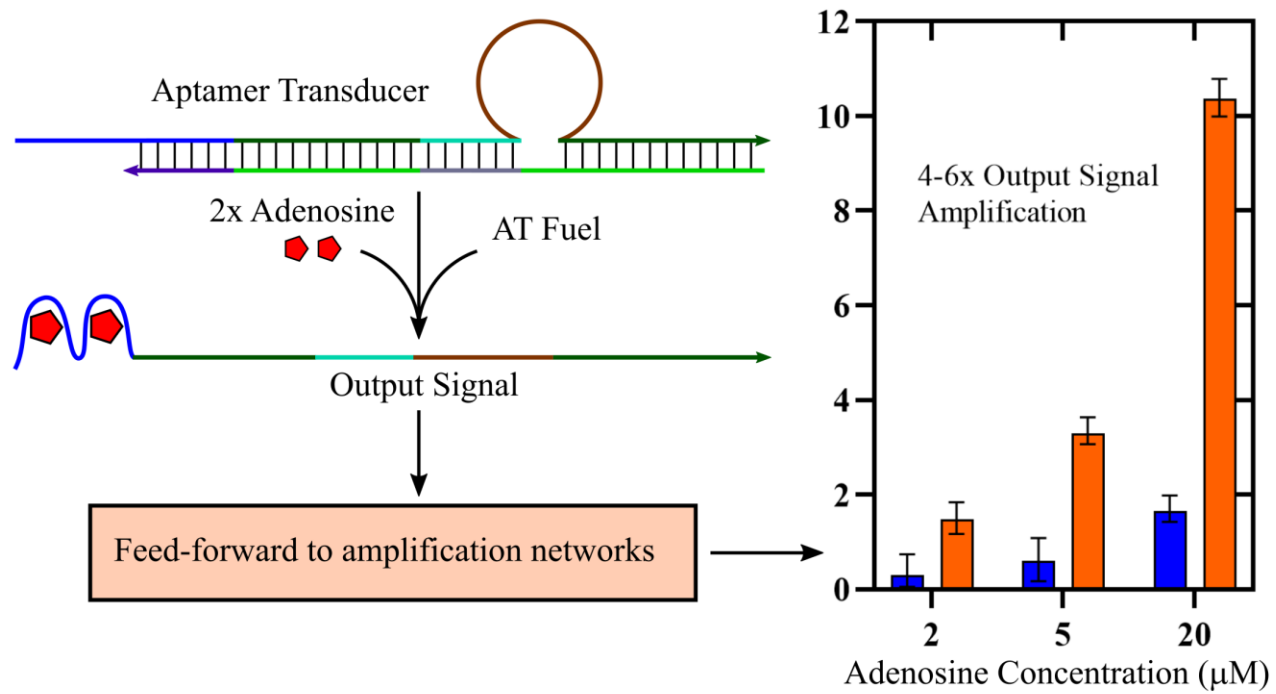 Aptamer Transducer
2x Adenosine
AT Fuel
Output Signal
Feed-forward to amplification networks
12
10
8
6
4
2
0
4-6x Output Signal
Amplification
2 5 20
Adenosine Concentration (μM)